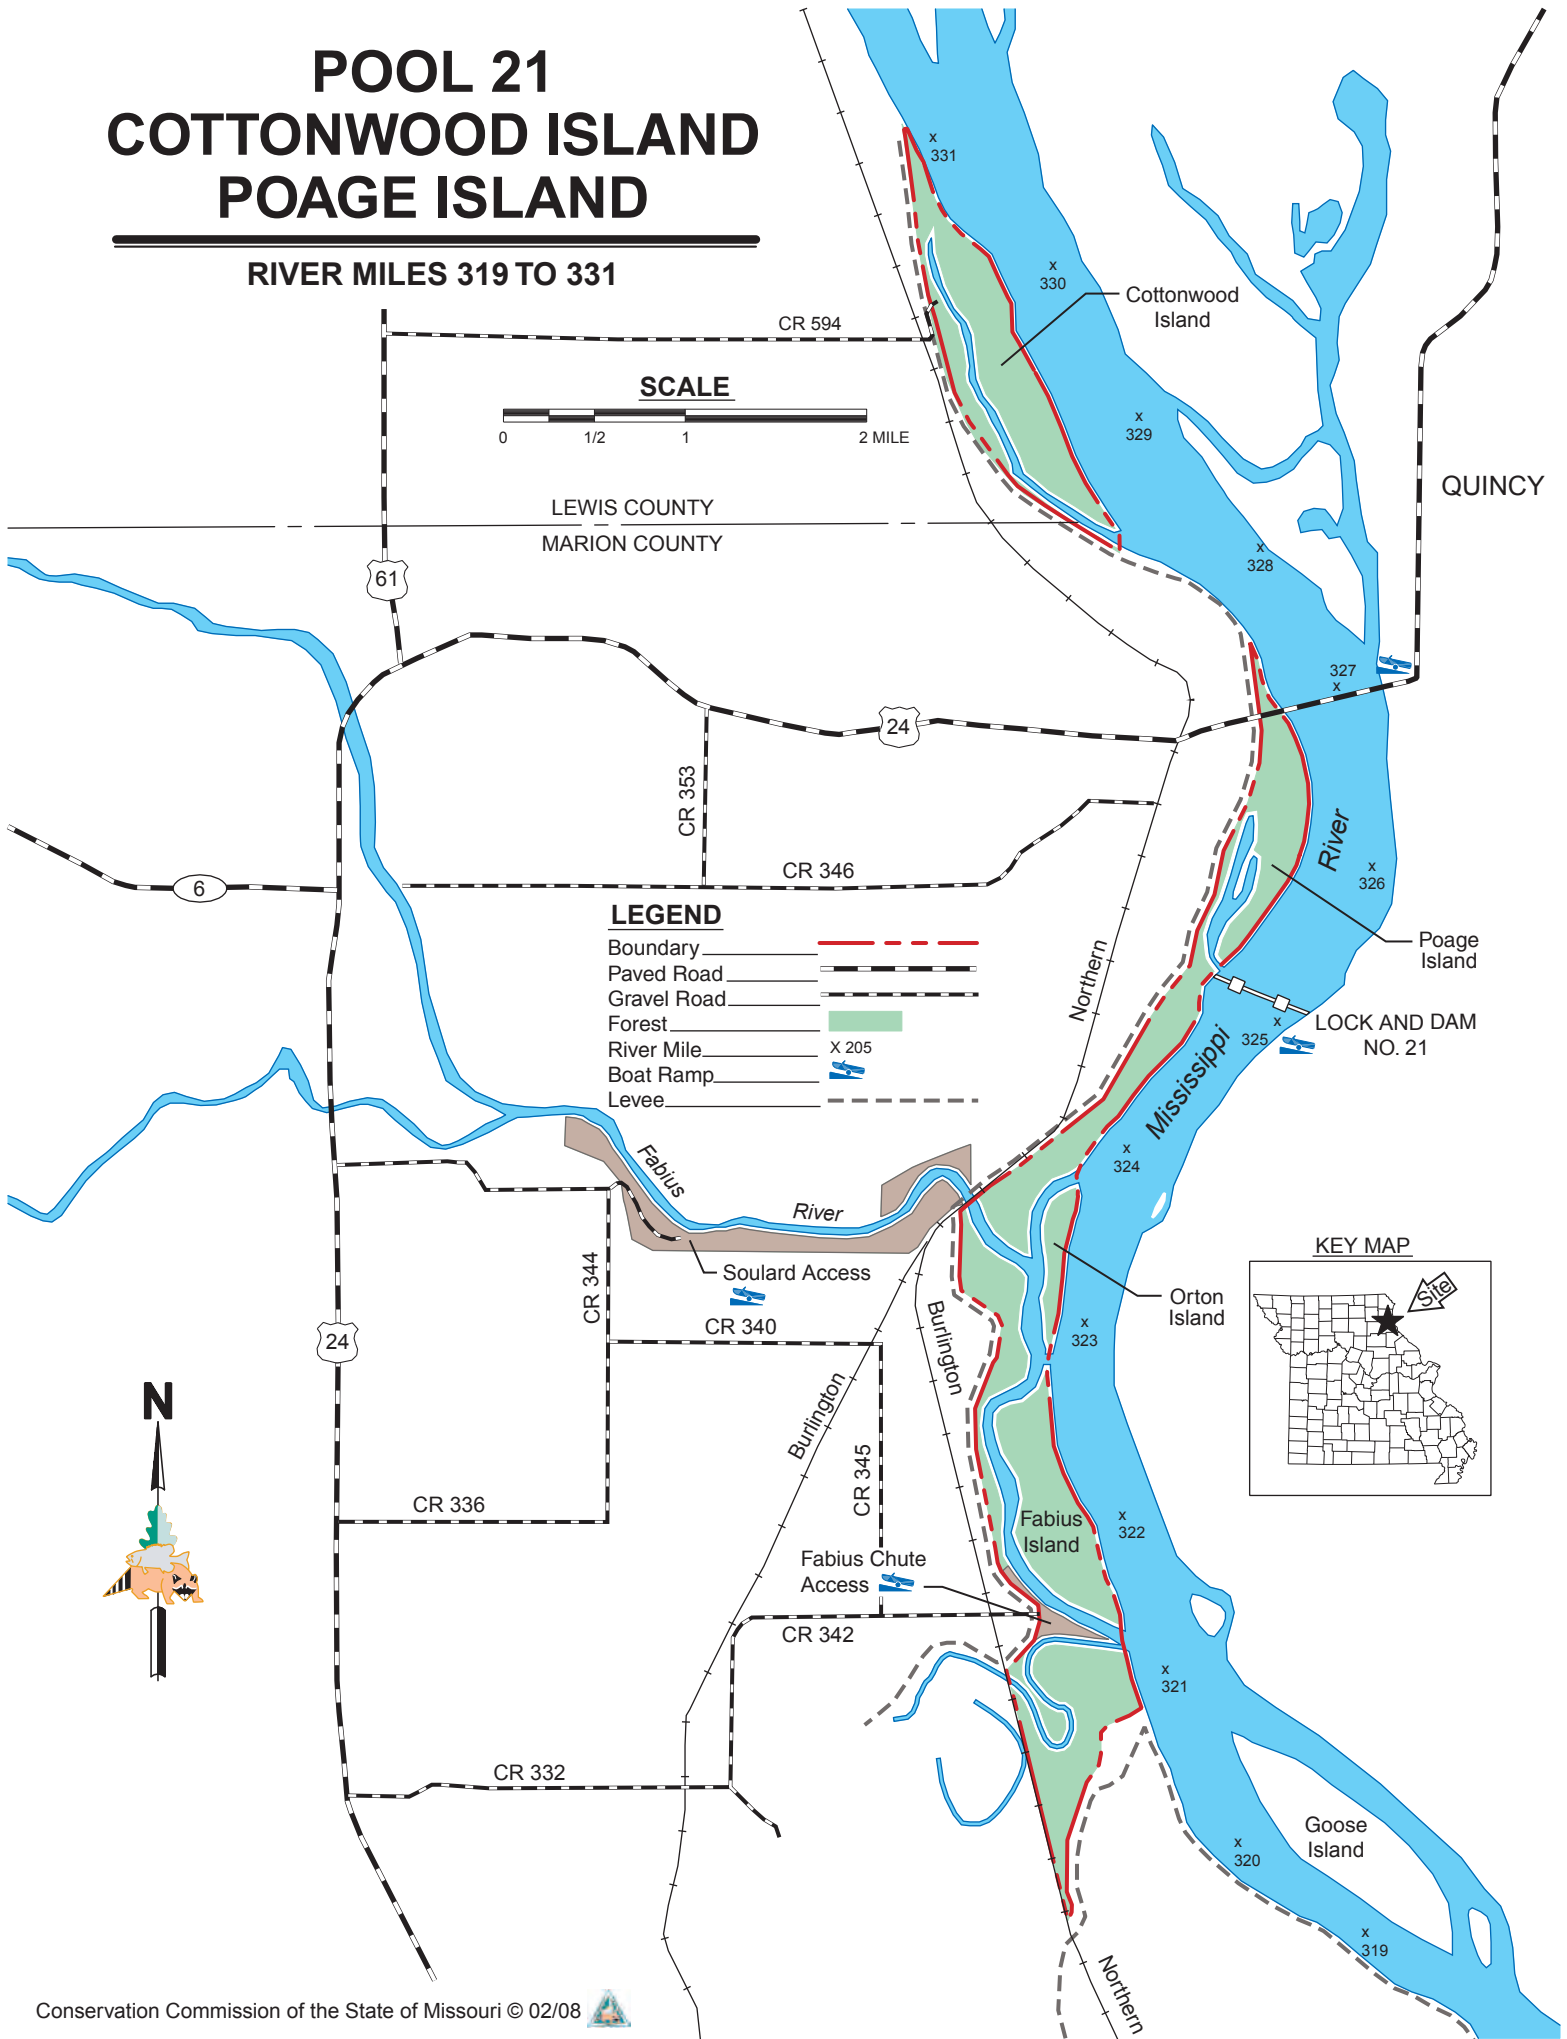 POOL 21
COTTONWOOD ISLAND
POAGE ISLAND
RIVER MILES 319 TO 331
x
331
x
330
Cottonwood
Island
CR 594
SCALE
0 1/2 1 2 MILE
x
329
QUINCY
LEWIS COUNTY
MARION COUNTY
x
328
61
327
x
24
CR 353
River
CR 346
x
326
6
LEGEND
Boundary
Paved Road
Gravel Road
Forest
River Mile X 205
Boat Ramp
Levee
Northern
Poage
Island
x
325
LOCK AND DAM
NO. 21
Mississippi
x
324
Fabius
River
KEY MAP
Site
Soulard Access
CR 344
Orton
Island
Burlington
x
323
CR 340
24
Burlington
N
CR 345
CR 336
Fabius
Island
x
322
Fabius Chute
Access
CR 342
x
321
CR 332
Goose
Island
x
320
x
319
Northern
Conservation Commission of the State of Missouri © 02/08